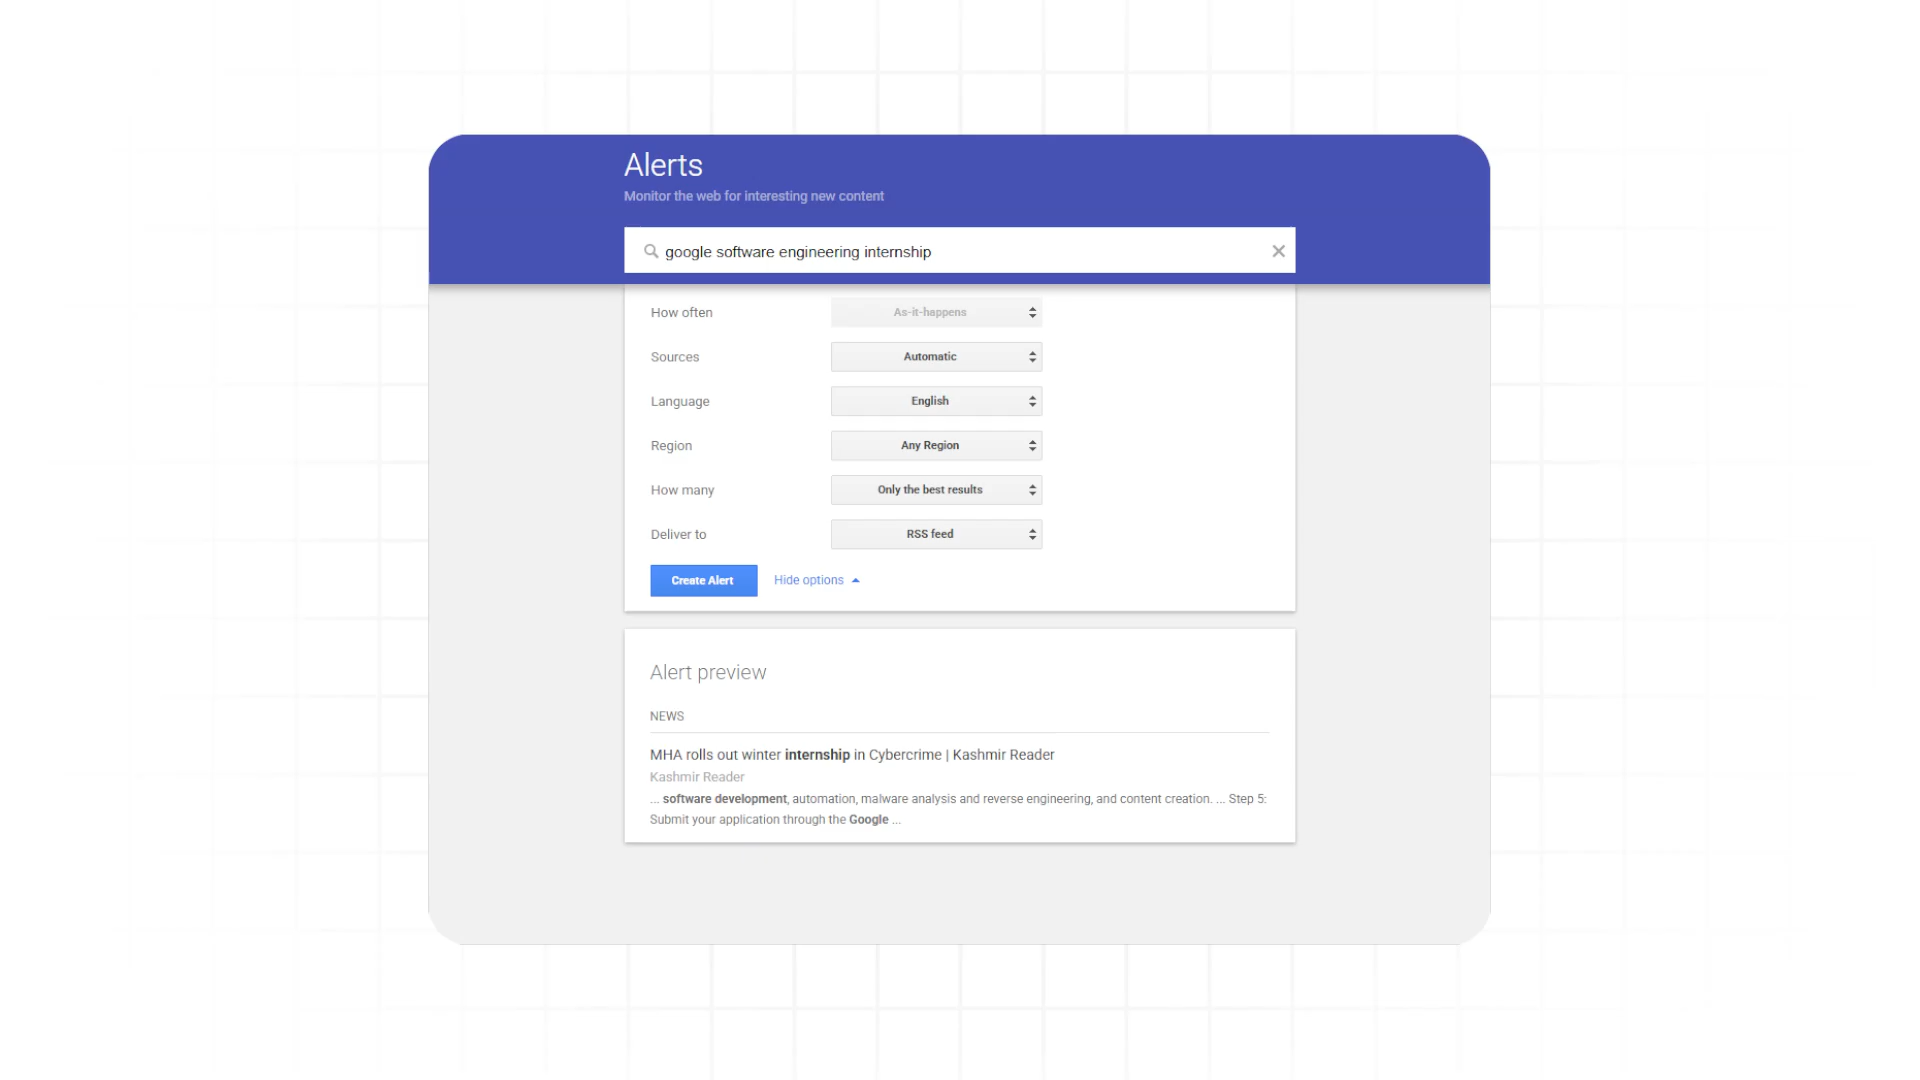 Alerts
Monitor the web for interesting new content
google software engineering internship
How often As-it-happens
Sources Automatic
Language English
Region Any Region
How many Only the best results
Deliver to RSS feed
Create Alert Hide options
Alert preview
NEWS
MHA rolls out winter internship in Cybercrime | Kashmir Reader
Kashmir Reader
... software development, automation, malware analysis and reverse engineering, and content creation. ... Step 5:
Submit your application through the Google ...